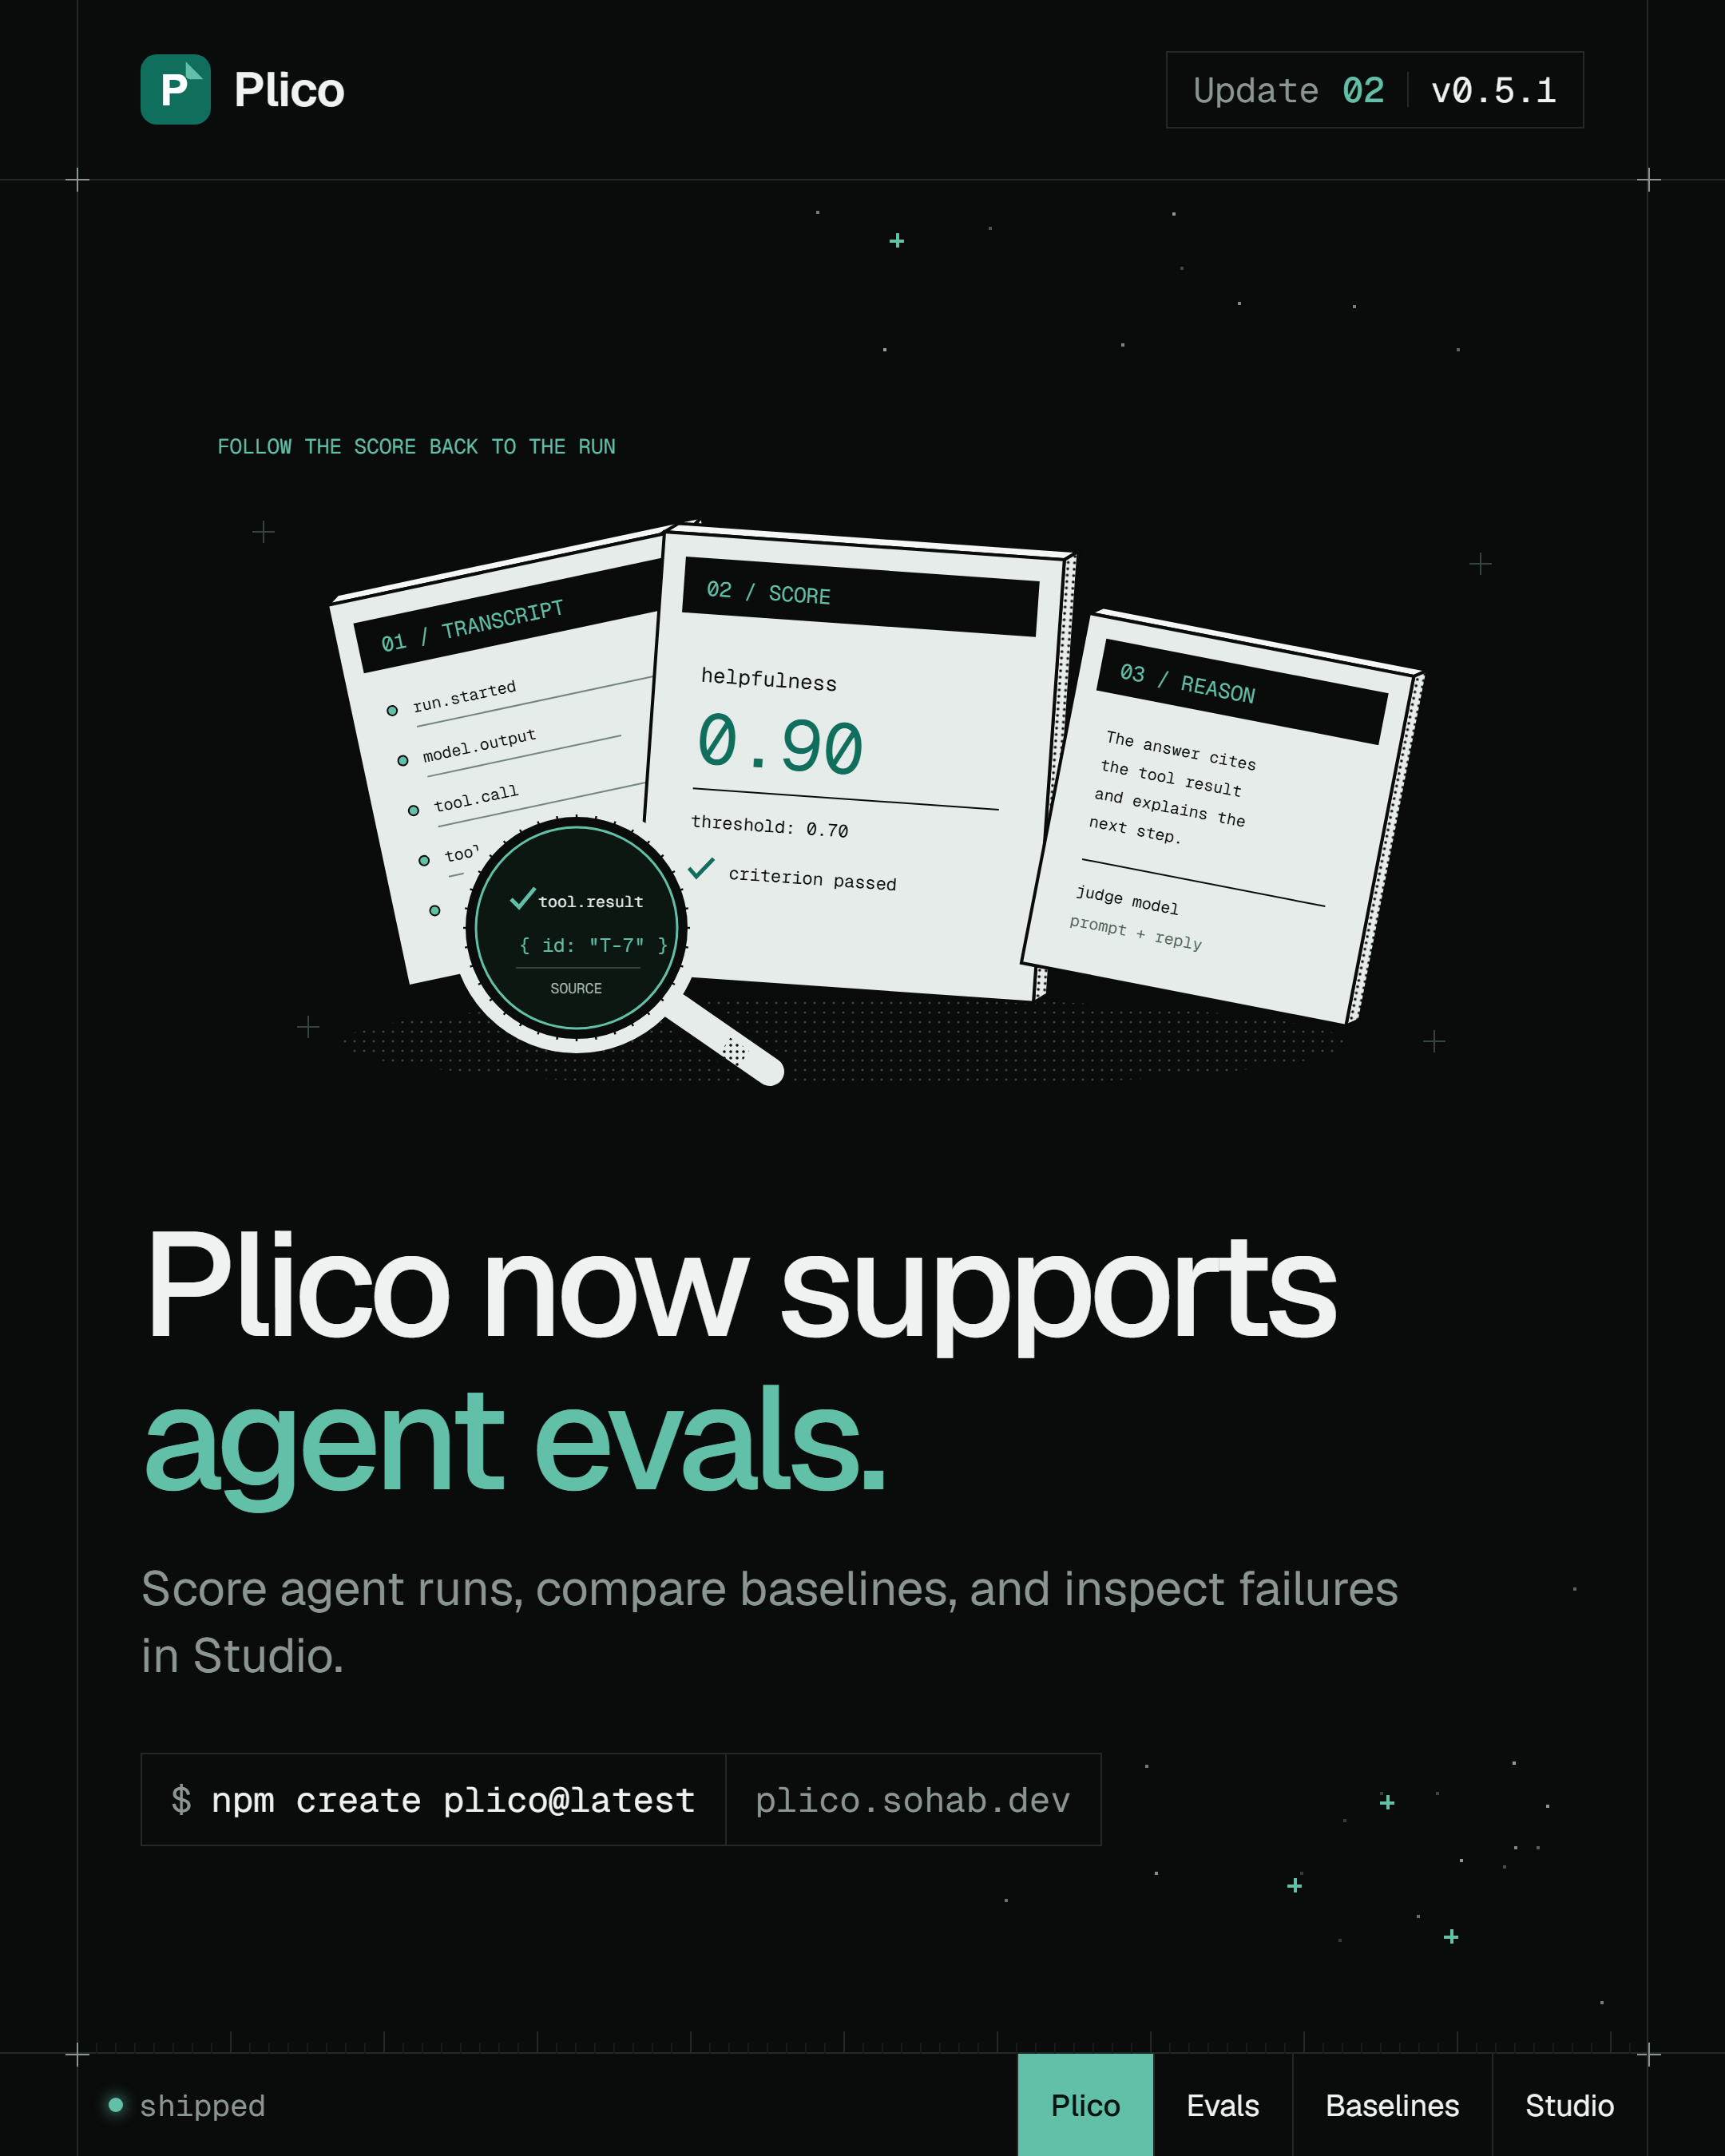 P
Plico
Update 02
v0.5.1
FOLLOW THE SCORE BACK TO THE RUN
01 / TRANSCRIPT
run.started
model.output
tool.call
tool
tool.result
{ id: "T-7" }
SOURCE
02 / SCORE
helpfulness
0.90
threshold: 0.70
criterion passed
03 / REASON
The answer cites
the tool result
and explains the
next step.
judge model
prompt + reply
Plico now supports
agent evals.
Score agent runs, compare baselines, and inspect failures
in Studio.
$ npm create plico@latest
plico.sohab.dev
shipped
Plico
Evals
Baselines
Studio